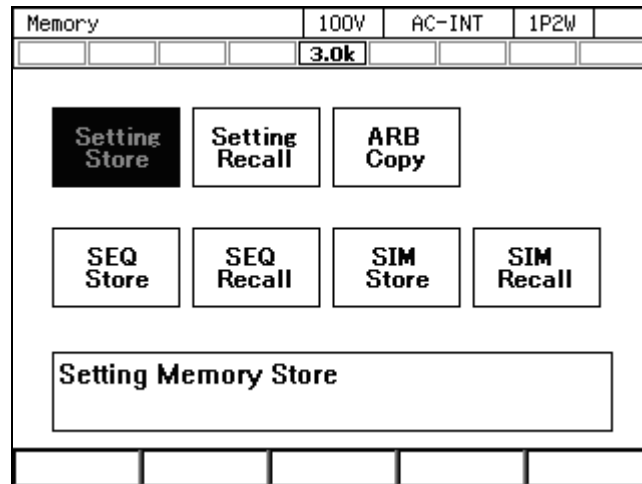 Memory 100V AC-INT 1P2W
3.0k
Setting Store
Setting Recall
ARB Copy
SEQ Store
SEQ Recall
SIM Store
SIM Recall
Setting Memory Store